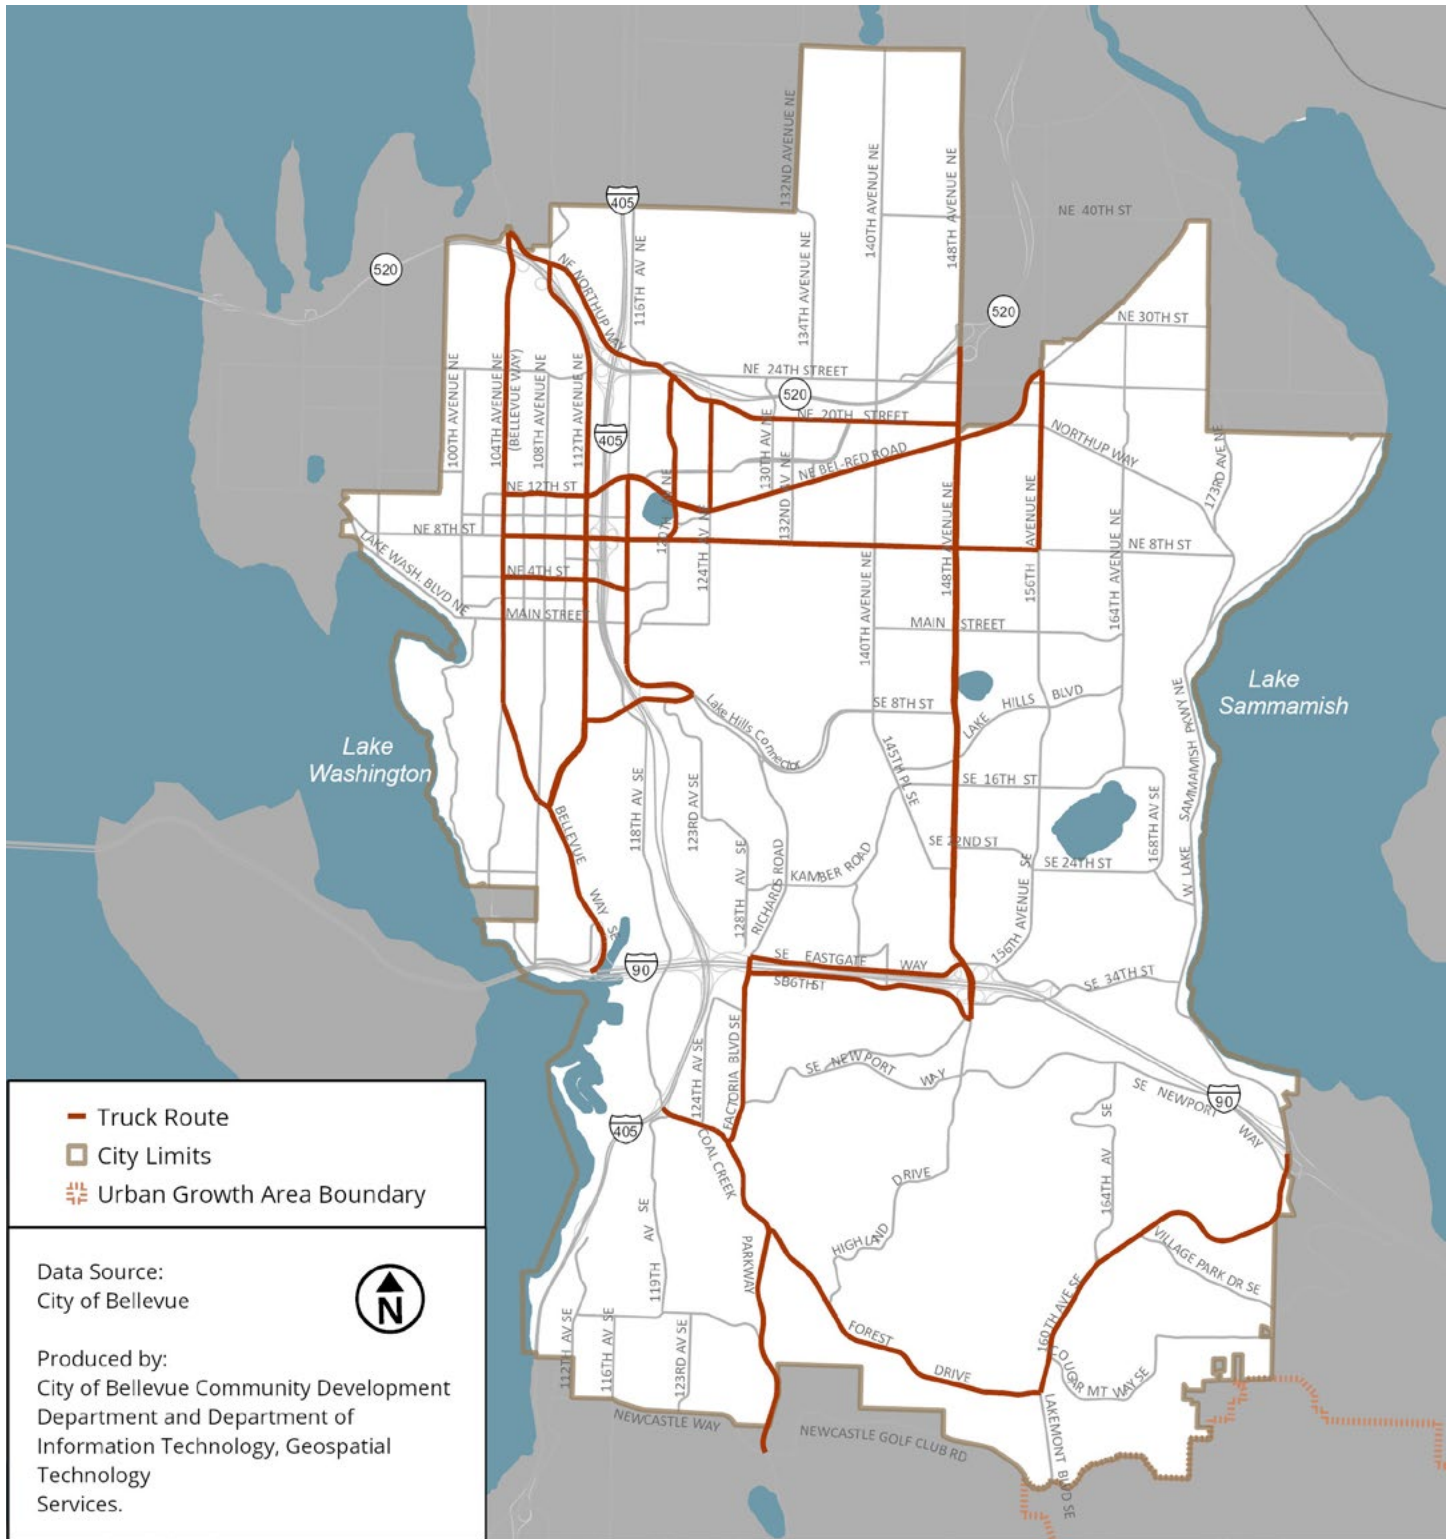 132ND AVENUE NE
140TH AVENUE NE
148TH AVENUE NE
NE 40TH ST
405
116TH AV NE
134TH AVENUE NE
520
NE NORTHUP WAY
520
NE 30TH ST
NE 24TH STREET
520
NE 20TH STREET
100TH AVENUE NE
104TH AVENUE NE
(BELLEVUE WAY)
108TH AVENUE NE
112TH AVENUE NE
405
130TH AV NE
132ND AV NE
NE BEL-RED ROAD
NORTHUP WAY
173RD AVE NE
NE 12TH ST
120TH AV NE
124TH AV NE
148TH AVENUE NE
156TH AVENUE NE
164TH AVENUE NE
NE 8TH ST
NE 8TH ST
LAKE WASH. BLVD NE
NE 4TH ST
MAIN STREET
140TH AVENUE NE
MAIN STREET
Lake
Sammamish
Lake
Washington
Lake Hills Connector
SE 8TH ST
LAKE HILLS BLVD
145TH PL SE
SE 16TH ST
W LAKE SAMMAMISH PKWY NE
BELLEVUE WAY SE
118TH AV SE
123RD AV SE
128TH AV SE
RICHARDS ROAD
KAMBER ROAD
SE 22ND ST
SE 24TH ST
168TH AV SE
156TH AVENUE SE
90
SE EASTGATE WAY
SE 34TH ST
124TH AV SE
FACTORIA BLVD SE
SE NEWPORT WAY
SE NEWPORT WAY
90
405
COAL CREEK PARKWAY
164TH AV SE
HIGHLAND DRIVE
119TH AV SE
VILLAGE PARK DR SE
160TH AVE SE
FOREST DRIVE
COUGAR MT WAY SE
112TH AV SE
116TH AV SE
123RD AV SE
NEWCASTLE WAY
NEWCASTLE GOLF CLUB RD
LAKEMONT BLVD SE
Truck Route
City Limits
Urban Growth Area Boundary
Data Source:
City of Bellevue
N
Produced by:
City of Bellevue Community Development
Department and Department of
Information Technology, Geospatial
Technology
Services.